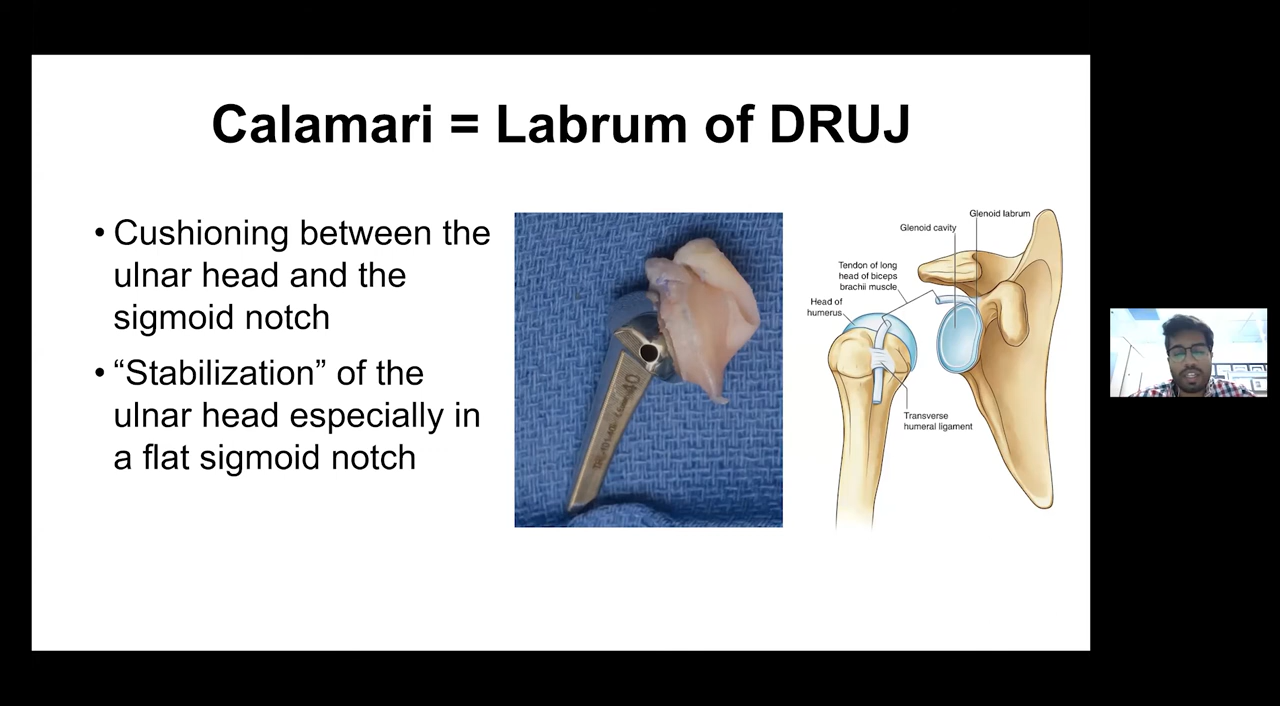 Calamari = Labrum of DRUJ
• Cushioning between the
ulnar head and the
sigmoid notch
• “Stabilization” of the
ulnar head especially in
a flat sigmoid notch
40
Glenoid labrum
Glenoid cavity
Tendon of long
head of biceps
brachii muscle
Head of
humerus
Transverse
humeral ligament